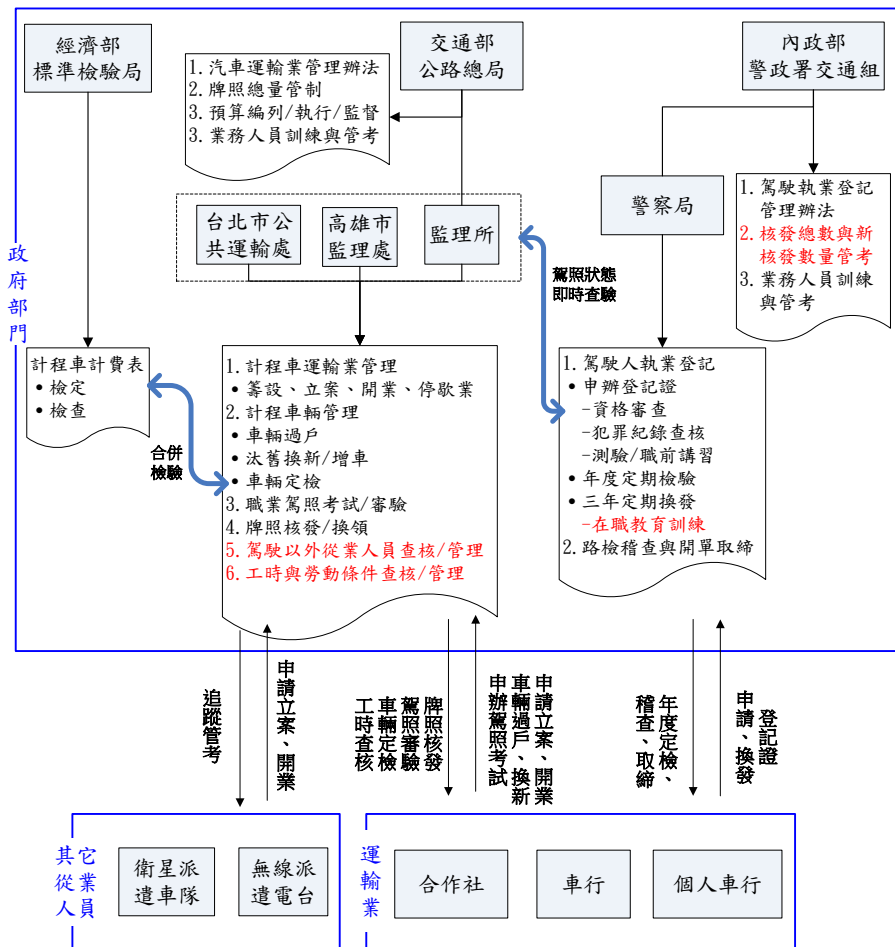 政府部門
經濟部
標準檢驗局
交通部
公路總局
內政部
警政署交通組
1. 汽車運輸業管理辦法
2. 牌照總量管制
3. 預算編列/執行/監督
3. 業務人員訓練與管考
警察局
1. 駕駛執業登記
管理辦法
2. 核發總數與新
核發數量管考
3. 業務人員訓練
與管考
台北市公
共運輸處
高雄市
監理處
監理所
駕照狀態
即時查驗
計程車計費表
•檢定
•檢查
合併
檢驗
1. 計程車運輸業管理
•籌設、立案、開業、停歇業
2. 計程車輛管理
•車輛過戶
•汰舊換新/增車
•車輛定檢
3. 職業駕照考試/審驗
4. 牌照核發/換領
5. 駕駛以外從業人員查核/管理
6. 工時與勞動條件查核/管理
1. 駕駛人執業登記
•申辦登記證
-資格審查
-犯罪紀錄查核
-測驗/職前講習
•年度定期檢驗
•三年定期換發
-在職教育訓練
2. 路檢稽查與開單取締
追蹤管考
申請立案、開業
牌照核發
駕照審驗
車輛定檢
工時查核
申請立案、開業
車輛過戶、換新
申辦駕照考試
年度定檢、
稽查、取締
登記證
申請、換發
其它
從業
人員
衛星派
遣車隊
無線派
遣電台
運輸業
合作社
車行
個人車行